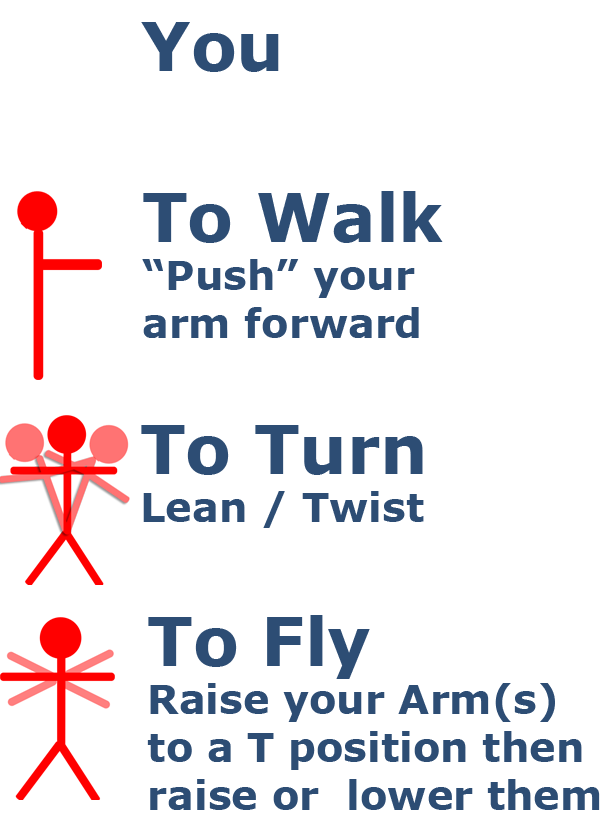 You
To Walk
“Push” your
arm forward
To Turn
Lean / Twist
To Fly
Raise your Arm(s)
to a T position then
raise or  lower them